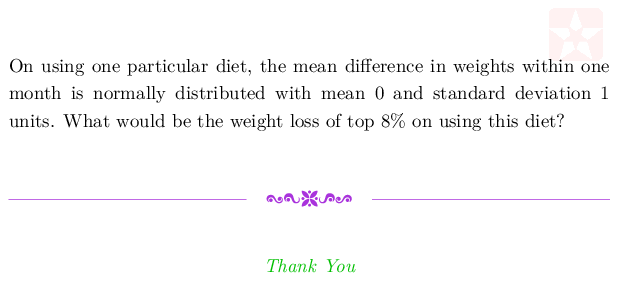 On using one particular diet, the mean difference in weights within one
month is normally distributed with mean 0 and standard deviation 1
units. What would be the weight loss of top 8% on using this diet?
Thank You